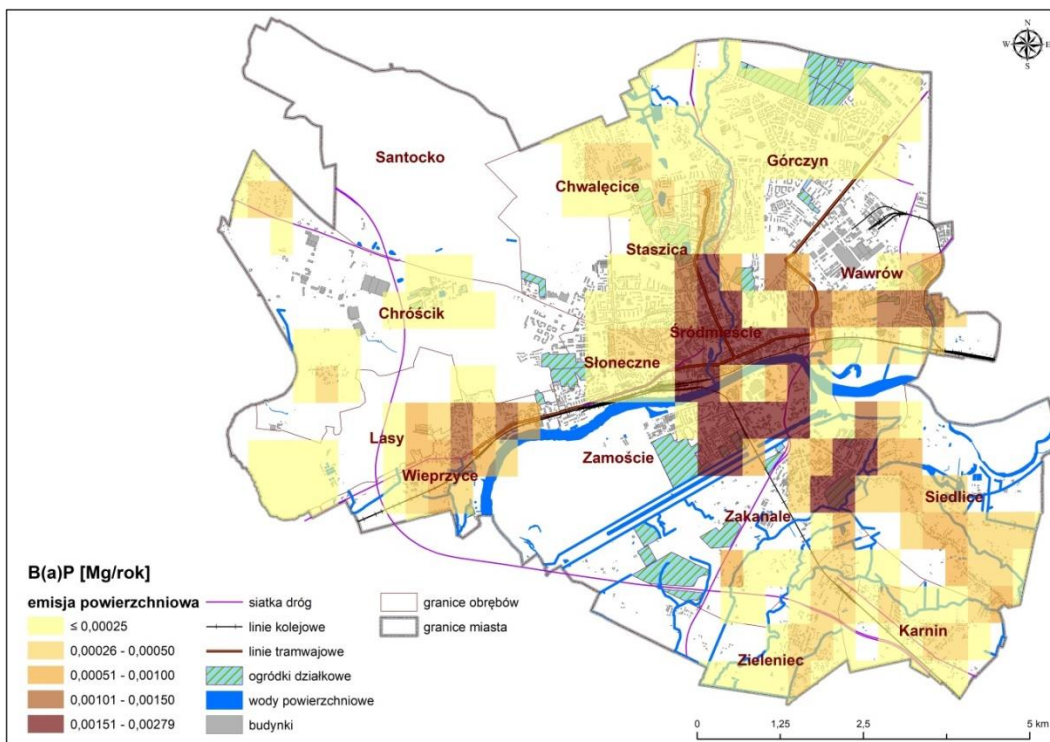 N
W E
S
Santocko
Górczyn
Chwalęcice
Staszica
Wawrów
Chróścik
Śródmieście
Słoneczne
Lasy
Zamoście
Wieprzyce
Siedlice
Zakanale
Karnin
Zieleniec
B(a)P [Mg/rok]
emisja powierzchniowa
≤ 0,00025
0,00026 - 0,00050
0,00051 - 0,00100
0,00101 - 0,00150
0,00151 - 0,00279
siatka dróg
linie kolejowe
linie tramwajowe
ogródki działkowe
wody powierzchniowe
budynki
granice obrębów
granice miasta
0 1,25 2,5 5 km